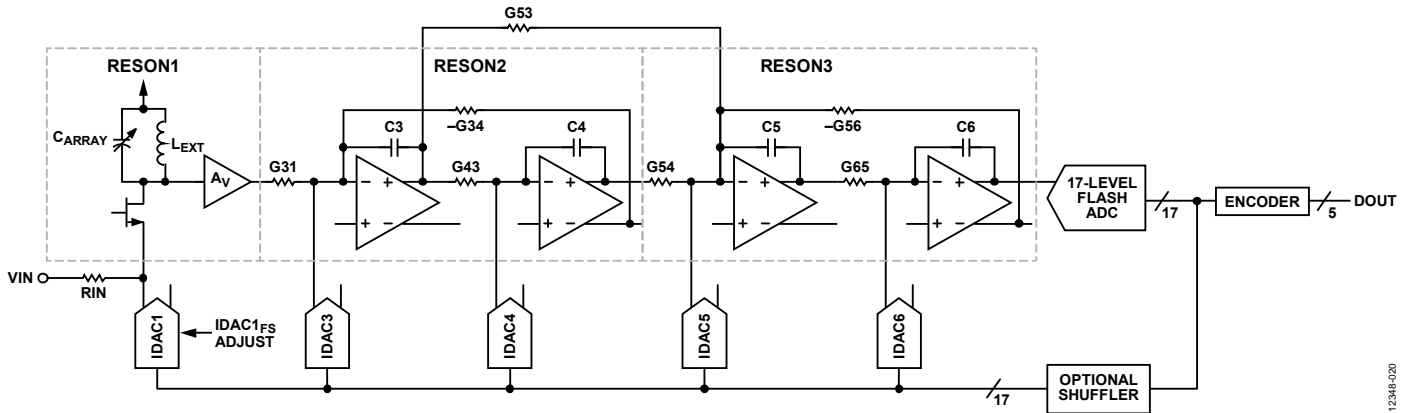 G53
RESON1
RESON2
RESON3
–G34
–G56
C3
C4
C5
C6
CARRAY
LEXT
AV
G31
G43
G54
G65
– +
– +
– +
– +
+ –
+ –
+ –
+ –
17-LEVEL
FLASH
ADC
17
ENCODER
5
DOUT
VIN
RIN
IDAC1
IDAC1FS
ADJUST
IDAC3
IDAC4
IDAC5
IDAC6
17
OPTIONAL
SHUFFLER
12348-020